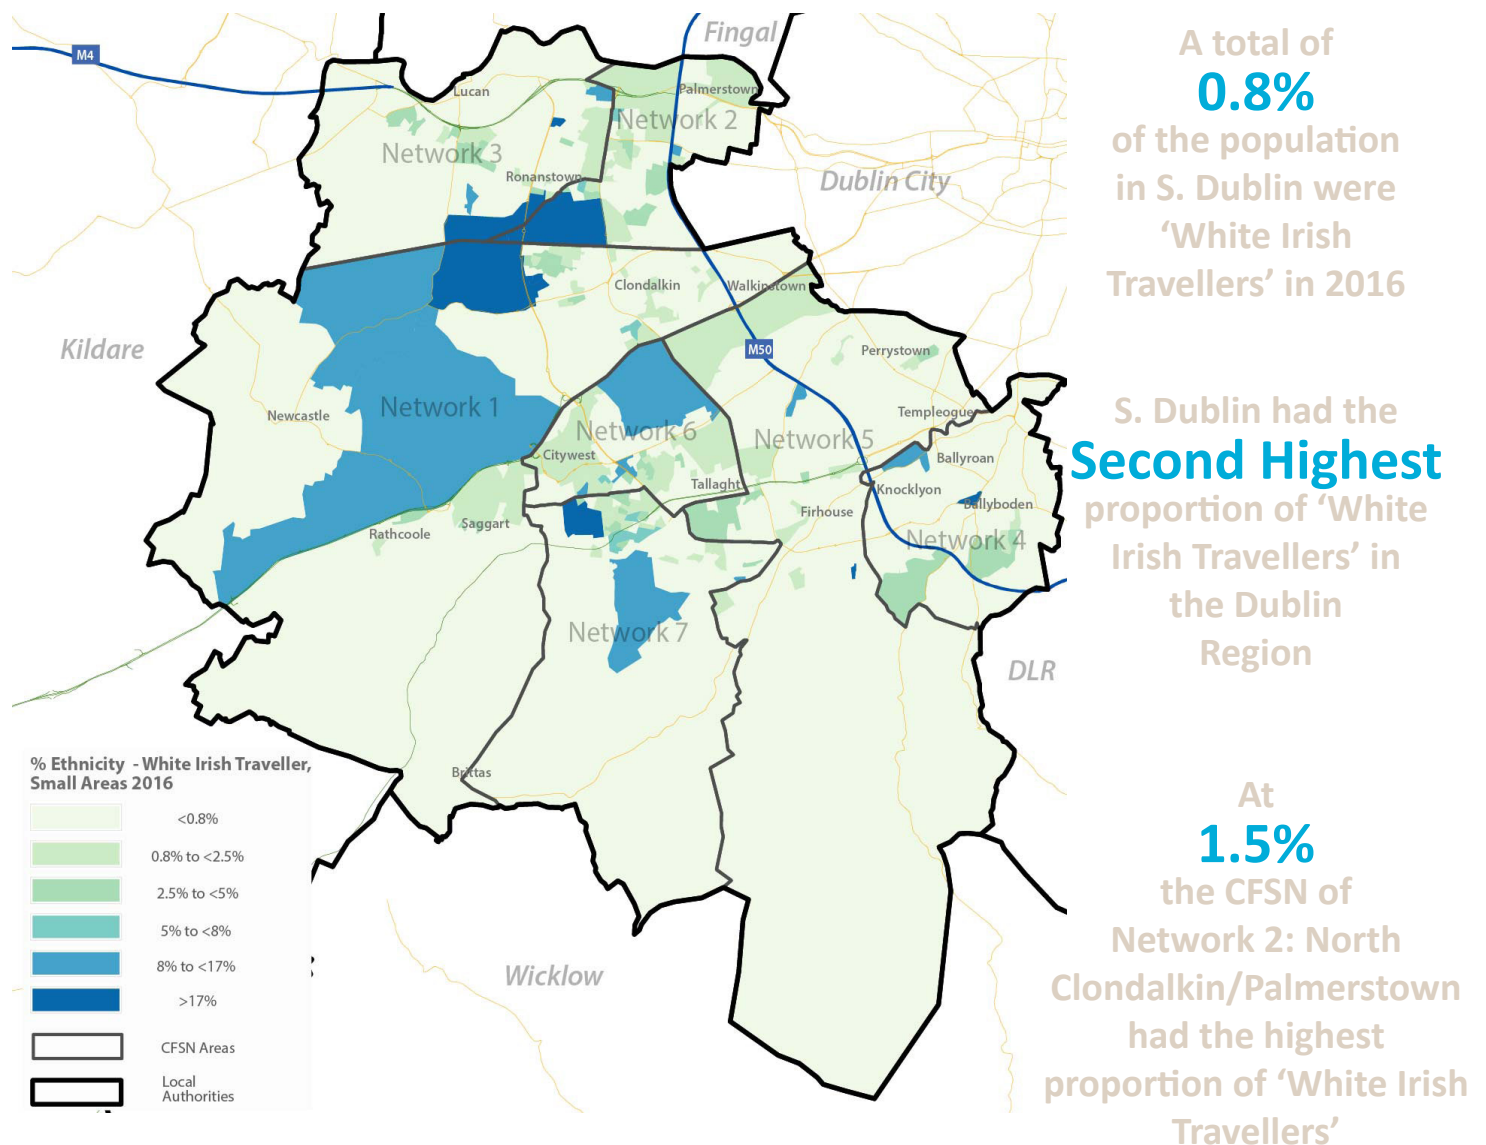 Fingal
M4
Lucan
Palmerstown
Network 2
Network 3
Ronanstown
Dublin City
Clondalkin
Walkinstown
Kildare
M50
Perrystown
Network 1
Newcastle
Templeogue
Network 6
Network 5
Citywest
Ballyroan
Tallaght
Knocklyon
Ballyboden
Firhouse
Saggart
Rathcoole
Network 4
Network 7
DLR
Brittas
Wicklow
% Ethnicity - White Irish Traveller,
Small Areas 2016
<0.8%
0.8% to <2.5%
2.5% to <5%
5% to <8%
8% to <17%
>17%
CFSN Areas
Local
Authorities
A total of
0.8%
of the population
in S. Dublin were
‘White Irish
Travellers’ in 2016
S. Dublin had the
Second Highest
proportion of ‘White
Irish Travellers’ in
the Dublin
Region
At
1.5%
the CFSN of
Network 2: North
Clondalkin/Palmerstown
had the highest
proportion of ‘White Irish
Travellers’